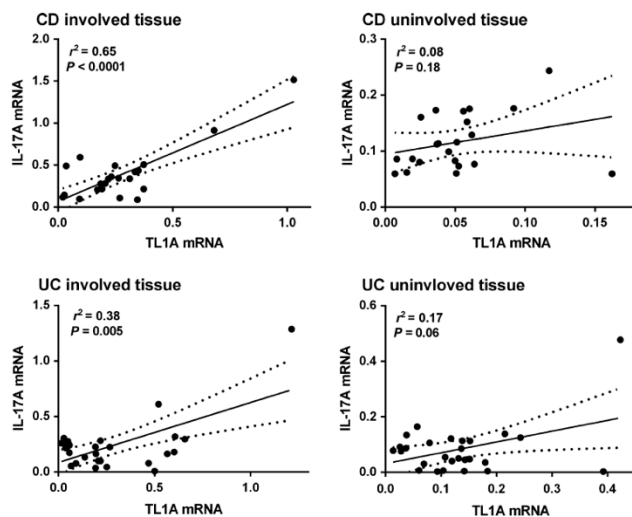 CD involved tissue
r² = 0.65
P < 0.0001
IL-17A mRNA
2.0
1.5
1.0
0.5
0.0
0.0 0.5 1.0
TL1A mRNA
CD uninvolved tissue
r² = 0.08
P = 0.18
IL-17A mRNA
0.3
0.2
0.1
0.0
0.00 0.05 0.10 0.15
TL1A mRNA
UC involved tissue
r² = 0.38
P = 0.005
IL-17A mRNA
1.5
1.0
0.5
0.0
0.0 0.5 1.0
TL1A mRNA
UC uninvloved tissue
r² = 0.17
P = 0.06
IL-17A mRNA
0.6
0.4
0.2
0.0
0.0 0.1 0.2 0.3 0.4
TL1A mRNA